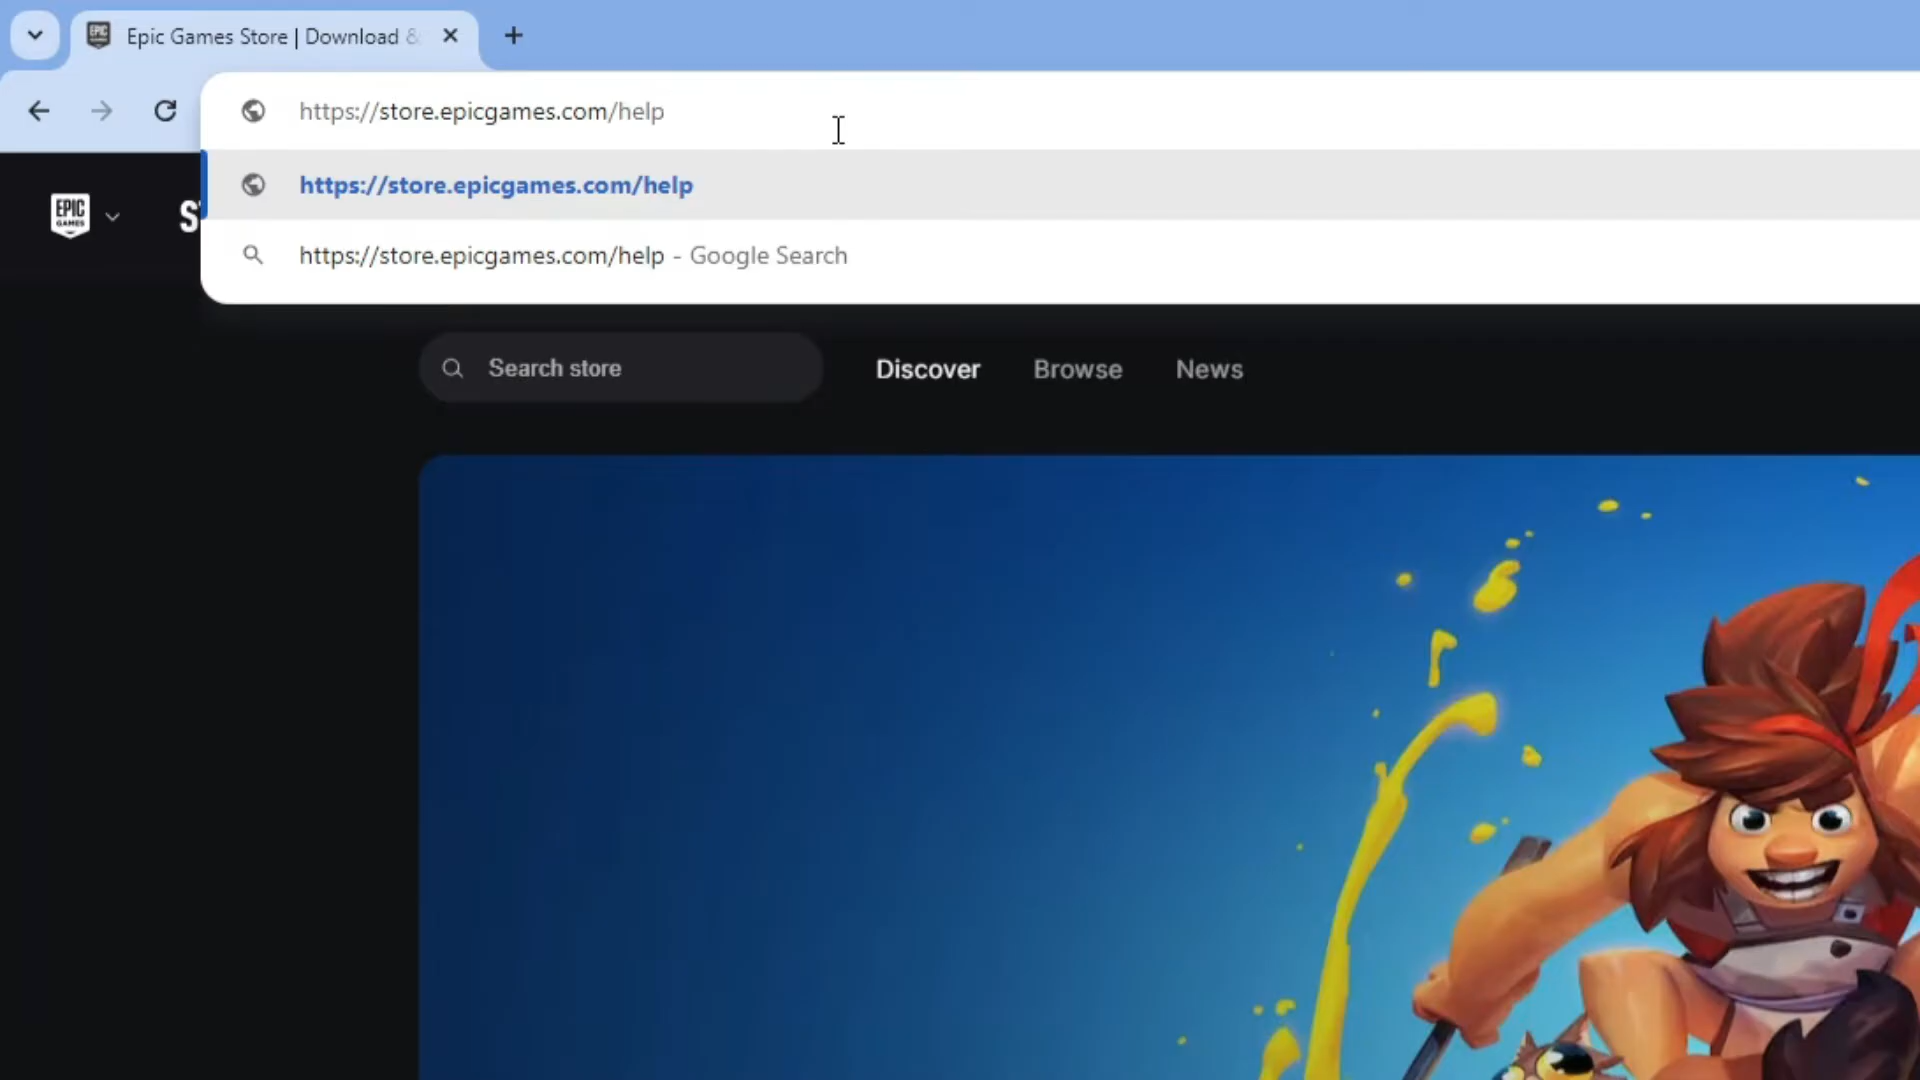 Epic Games Store | Download &
https://store.epicgames.com/help
https://store.epicgames.com/help
https://store.epicgames.com/help - Google Search
EPIC
GAMES
Search store
Discover
Browse
News